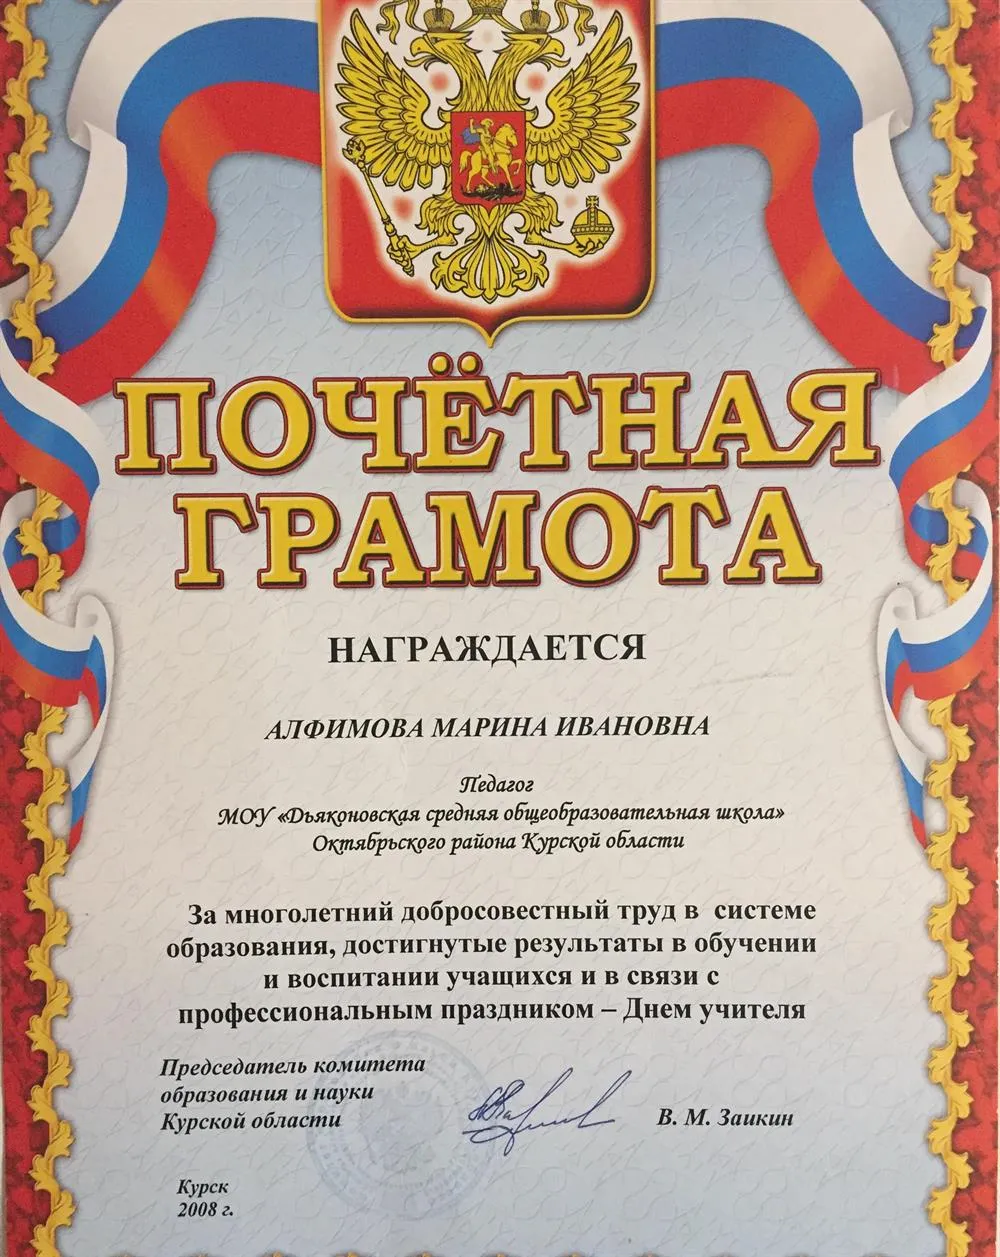 ПОЧЁТНАЯ
ГРАМОТА
НАГРАЖДАЕТСЯ
АЛФИМОВА МАРИНА ИВАНОВНА
Педагог
МОУ «Дьяконовская средняя общеобразовательная школа»
Октябрьского района Курской области
За многолетний добросовестный труд в системе
образования, достигнутые результаты в обучении
и воспитании учащихся и в связи с
профессиональным праздником – Днем учителя
Председатель комитета
образования и науки
Курской области
В. М. Заикин
Курск
2008 г.